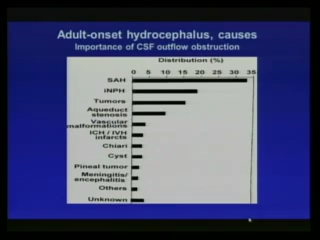 Adult-onset hydrocephalus, causes
Importance of CSF outflow obstruction
Distribution (%)
0 5 10 15 20 25 30 35
SAH
iNPH
Tumors
Aqueduct
stenosis
Vascular
malformations
ICH / IVH
infarcts
Chiari
Cyst
Pineal tumor
Meningitis/
encephalitis
Others
Unknown